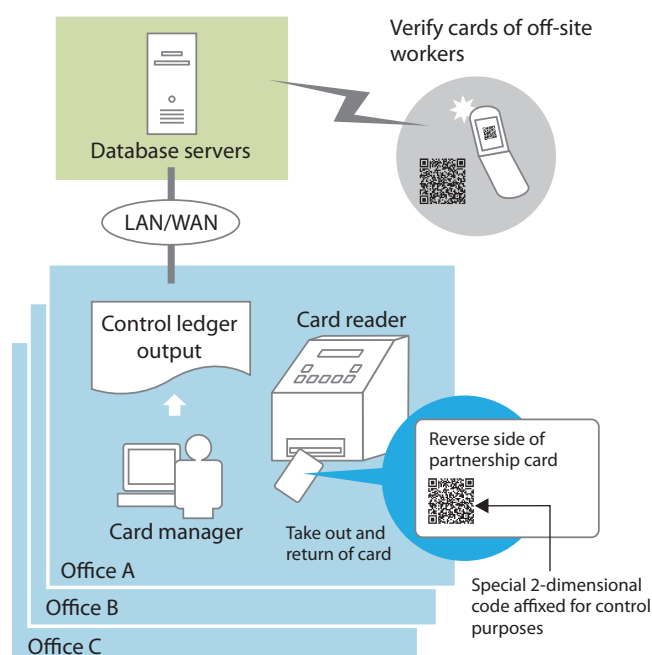 Verify cards of off-site
workers
Database servers
LAN/WAN
Control ledger
output
Card reader
Reverse side of
partnership card
Card manager
Take out and
return of card
Office A
Special 2-dimensional
code affixed for control
purposes
Office B
Office C